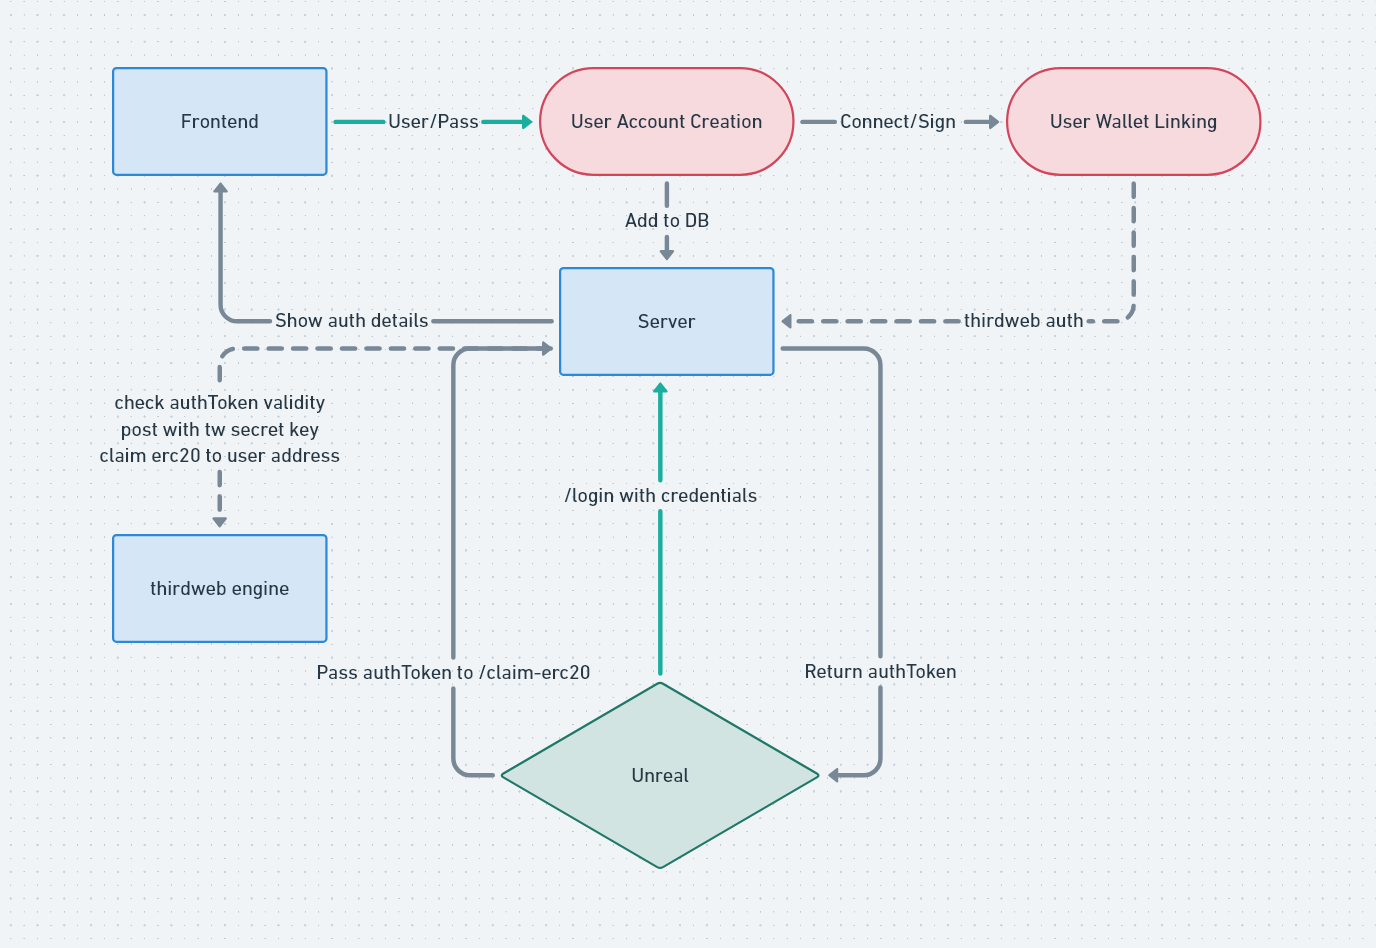 Frontend
User/Pass
User Account Creation
Connect/Sign
User Wallet Linking
Add to DB
Show auth details
Server
thirdweb auth
check authToken validity
post with tw secret key
claim erc20 to user address
/login with credentials
thirdweb engine
Pass authToken to /claim-erc20
Return authToken
Unreal